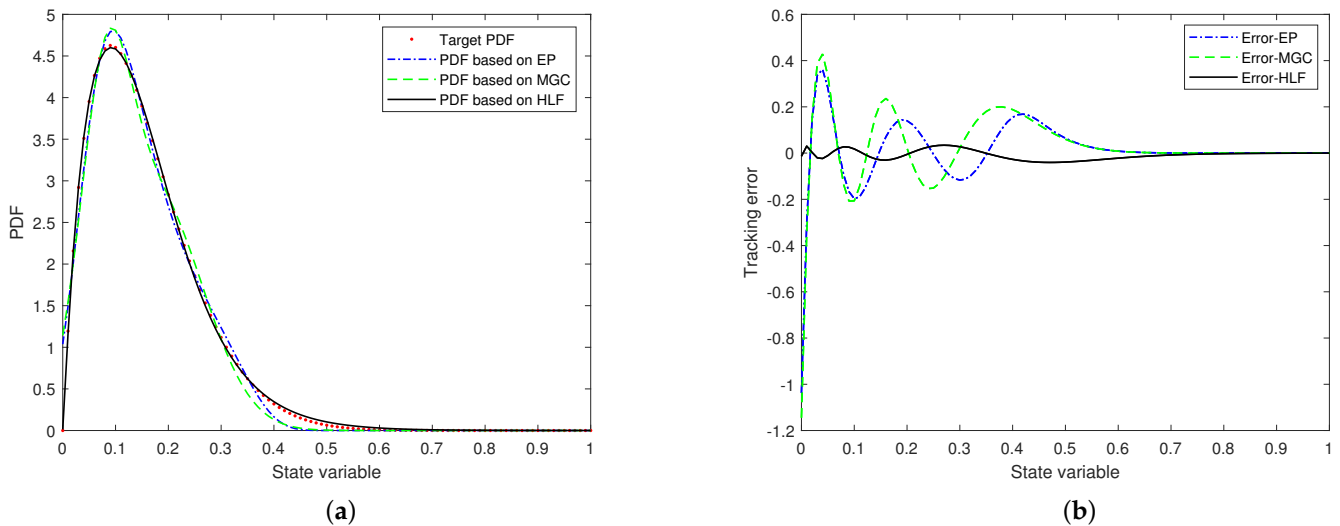 5
4.5
4
3.5
3
2.5
2
1.5
1
0.5
0
PDF
0 0.1 0.2 0.3 0.4 0.5 0.6 0.7 0.8 0.9 1
State variable
Target PDF
PDF based on EP
PDF based on MGC
PDF based on HLF
(a)
0.6
0.4
0.2
0
-0.2
-0.4
-0.6
-0.8
-1
-1.2
Tracking error
0 0.1 0.2 0.3 0.4 0.5 0.6 0.7 0.8 0.9 1
State variable
Error-EP
Error-MGC
Error-HLF
(b)